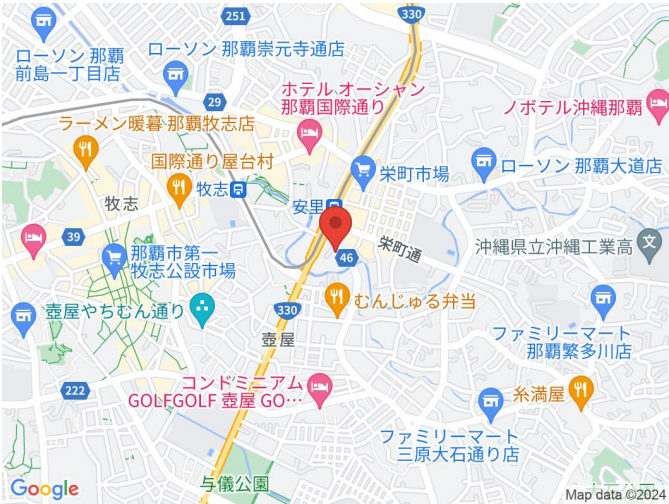 251
330
ローソン 那覇
前島一丁目店
ローソン 那覇崇元寺通店
29
ホテル オーシャン
那覇国際通り
ノボテル沖縄那覇
ラーメン暖暮 那覇牧志店
国際通り屋台村
栄町市場
ローソン 那覇大道店
牧志
牧志
安里
39
栄町通
沖縄県立沖縄工業高
那覇市第一
牧志公設市場
46
むんじゅる弁当
壺屋やちむん通り
330
壺屋
ファミリーマート
那覇繁多川店
222
コンドミニアム
GOLFGOLF 壺屋 GO…
糸満屋
ファミリーマート
三原大石通り店
与儀公園
Google
Map data ©2024